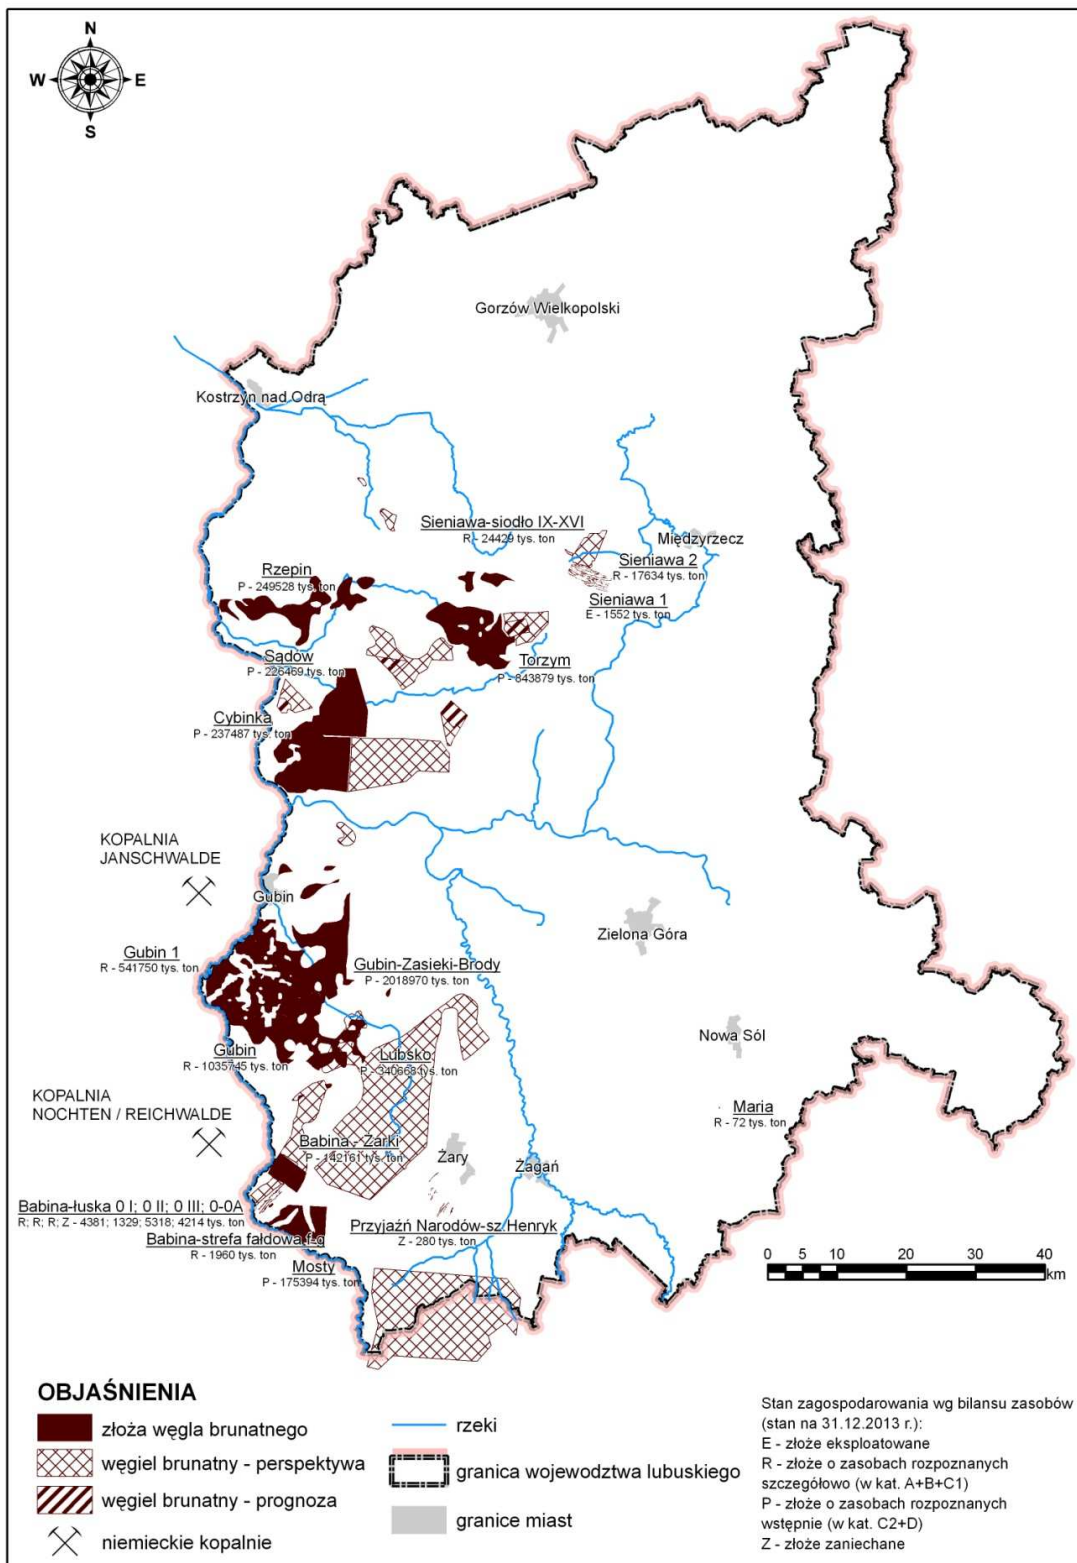 N
W
E
S
Gorzów Wielkopolski
Kostrzyn nad Odrą
Sieniawa-siodło IX-XVI
R - 24429 tys. ton
Międzyrzecz
Sieniawa 2
R - 17634 tys. ton
Rzepin
P - 249528 tys. ton
Sieniawa 1
E - 1552 tys. ton
Sądów
P - 226469 tys. ton
Torzym
P - 843879 tys. ton
Cybinka
P - 237487 tys. ton
KOPALNIA
JANSCHWALDE
Gubin
Zielona Góra
Gubin 1
R - 541750 tys. ton
Gubin-Zasieki-Brody
P - 2018970 tys. ton
Nowa Sól
Gubin
R - 1035745 tys. ton
Lubsko
P - 340668 tys. ton
KOPALNIA
NOCHTEN / REICHWALDE
Maria
R - 72 tys. ton
Babina - Żarki
P - 142161 tys. ton
Żary
Żagań
Babina-łuska 0 I; 0 II; 0 III; 0-0A
R; R; R; Z - 4381; 1329; 5318; 4214 tys. ton
Przyjaźń Narodów-sz.Henryk
Z - 280 tys. ton
Babina-strefa fałdowa f-g
R - 1960 tys. ton
Mosty
P - 175394 tys. ton
0 5 10 20 30 40
km
OBJAŚNIENIA
złoża węgla brunatnego
węgiel brunatny - perspektywa
węgiel brunatny - prognoza
niemieckie kopalnie
rzeki
granica wojewodztwa lubuskiego
granice miast
Stan zagospodarowania wg bilansu zasobów
(stan na 31.12.2013 r.):
E - złoże eksploatowane
R - złoże o zasobach rozpoznanych
szczegółowo (w kat. A+B+C1)
P - złoże o zasobach rozpoznanych
wstępnie (w kat. C2+D)
Z - złoże zaniechane